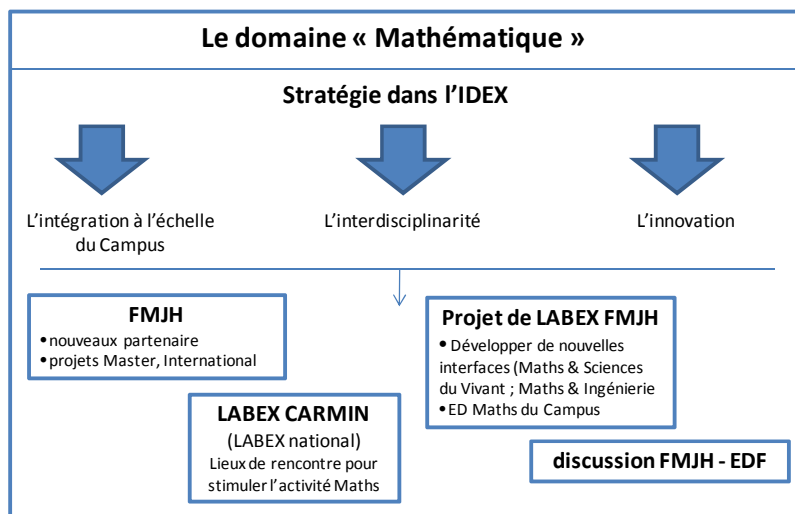 Le domaine « Mathématique »
Stratégie dans l'IDEX
L'intégration à l'échelle
du Campus
L'interdisciplinarité
L'innovation
FMJH
•nouveaux partenaire
•projets Master, International
Projet de LABEX FMJH
• Développer de nouvelles
interfaces (Maths & Sciences
du Vivant ; Maths & Ingénierie
•ED Maths du Campus
LABEX CARMIN
(LABEX national)
Lieux de rencontre pour
stimuler l'activité Maths
discussion FMJH - EDF